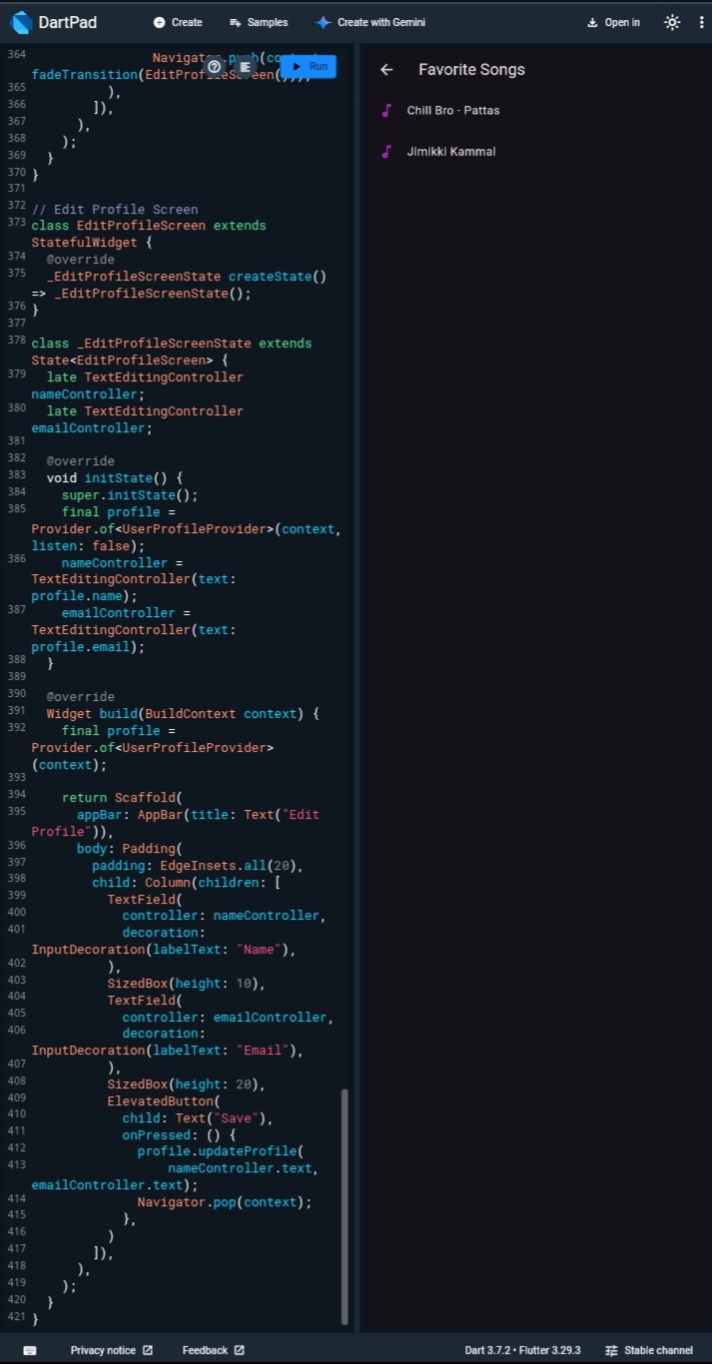 DartPad
Create
Samples
Create with Gemini
Open in
364 Navigator.push(
fadeTransition(EditProfileScreen()));
Run
365 ),
366 ]),
367 ),
368 );
369 }
370 }
371
372 // Edit Profile Screen
373 class EditProfileScreen extends
StatefulWidget {
374 @override
375 _EditProfileScreenState createState()
=> _EditProfileScreenState();
376 }
377
378 class _EditProfileScreenState extends
State<EditProfileScreen> {
379 late TextEditingController
nameController;
380 late TextEditingController
emailController;
381
382 @override
383 void initState() {
384 super.initState();
385 final profile =
Provider.of<UserProfileProvider>(context,
listen: false);
386 nameController =
TextEditingController(text:
profile.name);
387 emailController =
TextEditingController(text:
profile.email);
388 }
389
390 @override
391 Widget build(BuildContext context) {
392 final profile =
Provider.of<UserProfileProvider>
(context);
393
394 return Scaffold(
395 appBar: AppBar(title: Text("Edit
Profile")),
396 body: Padding(
397 padding: EdgeInsets.all(20),
398 child: Column(children: [
399 TextField(
400 controller: nameController,
401 decoration:
InputDecoration(labelText: "Name"),
402 ),
403 SizedBox(height: 10),
404 TextField(
405 controller: emailController,
406 decoration:
InputDecoration(labelText: "Email"),
407 ),
408 SizedBox(height: 20),
409 ElevatedButton(
410 child: Text("Save"),
411 onPressed: () {
412 profile.updateProfile(
413 nameController.text,
emailController.text);
414 Navigator.pop(context);
415 },
416 )
417 ]),
418 ),
419 );
420 }
421 }
Favorite Songs
Chill Bro - Pattas
Jimikki Kammal
Privacy notice
Feedback
Dart 3.7.2 • Flutter 3.29.3
Stable channel